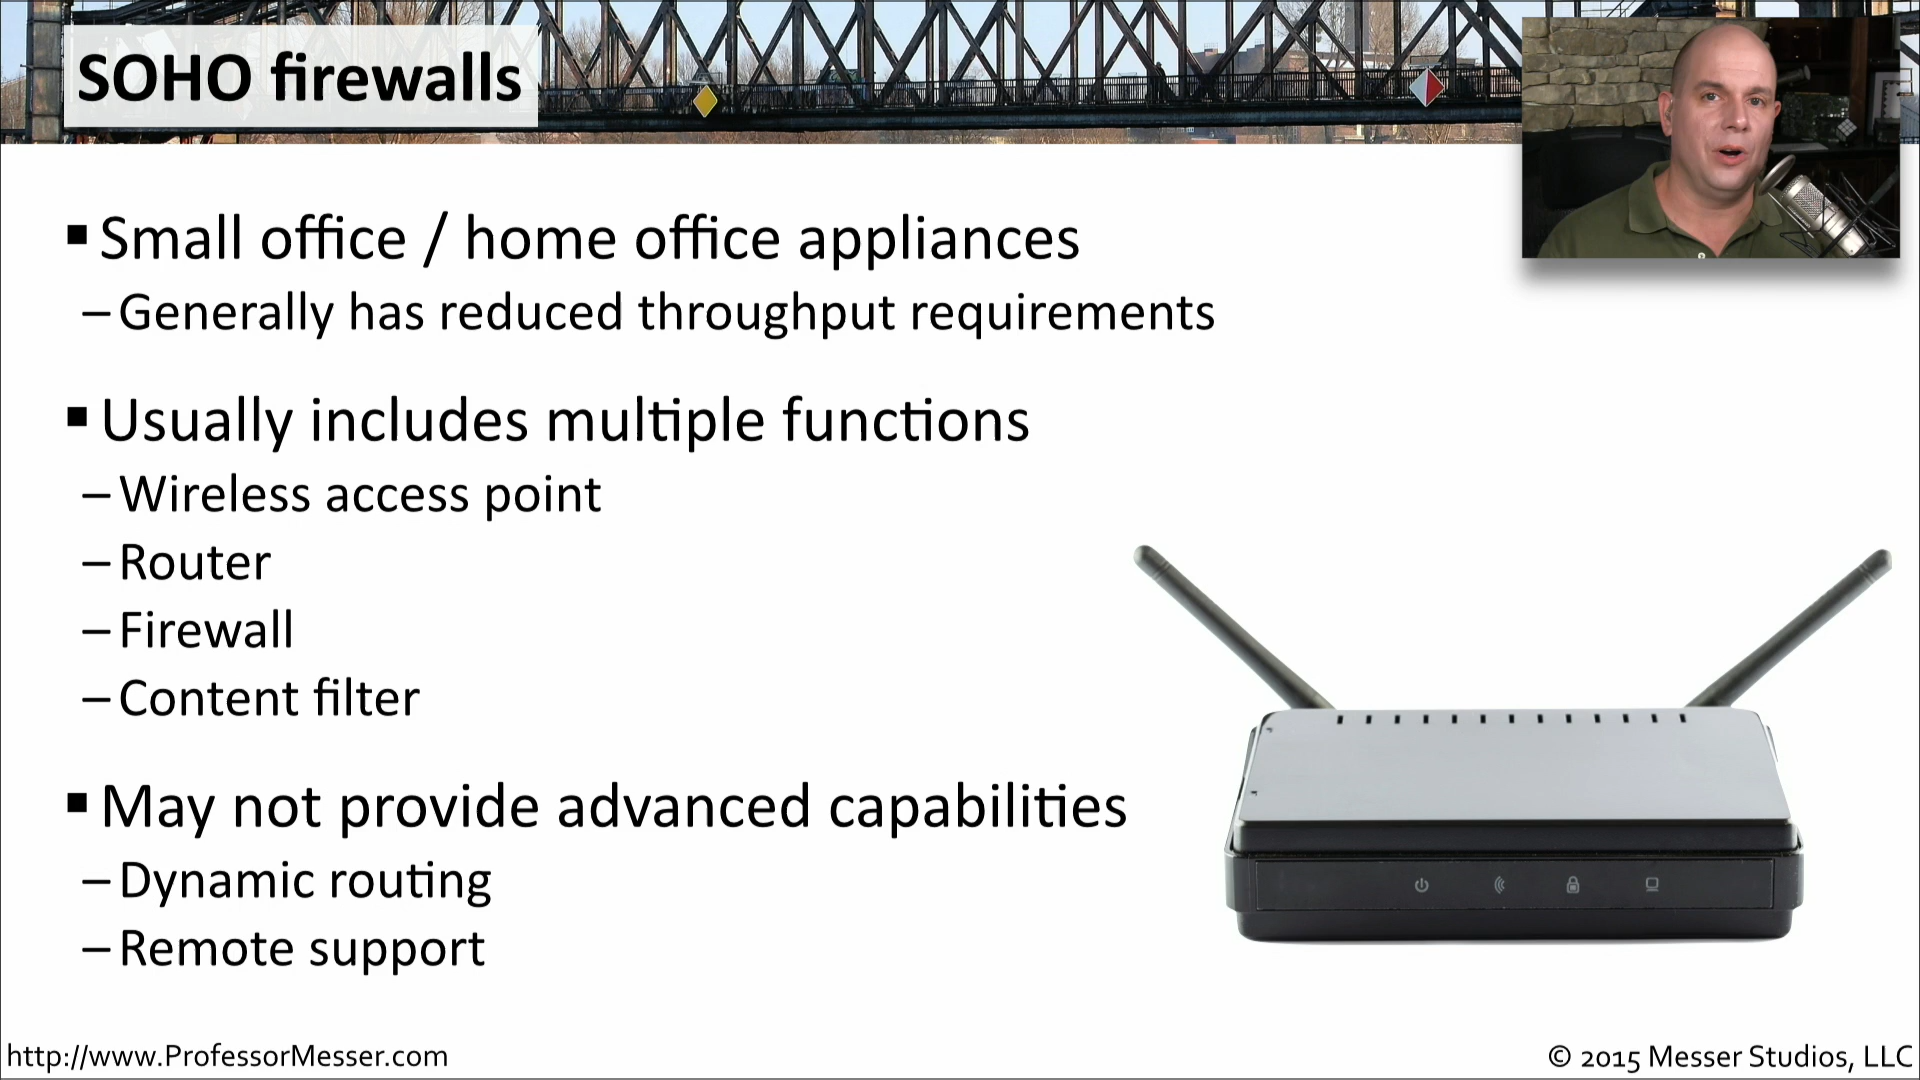 SOHO firewalls
▪ Small office / home office appliances
– Generally has reduced throughput requirements
▪ Usually includes multiple functions
– Wireless access point
– Router
– Firewall
– Content filter
▪ May not provide advanced capabilities
– Dynamic routing
– Remote support
http://www.ProfessorMesser.com
© 2015 Messer Studios, LLC